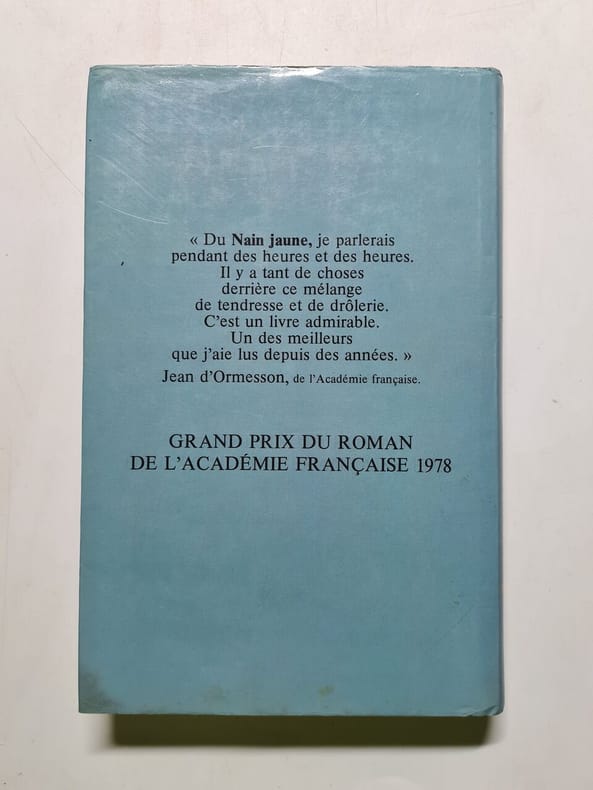 « Du Nain jaune, je parlerais
pendant des heures et des heures.
Il y a tant de choses
derrière ce mélange
de tendresse et de drôlerie.
C'est un livre admirable.
Un des meilleurs
que j'aie lus depuis des années. »
Jean d'Ormesson, de l'Académie française.
GRAND PRIX DU ROMAN
DE L'ACADÉMIE FRANÇAISE 1978